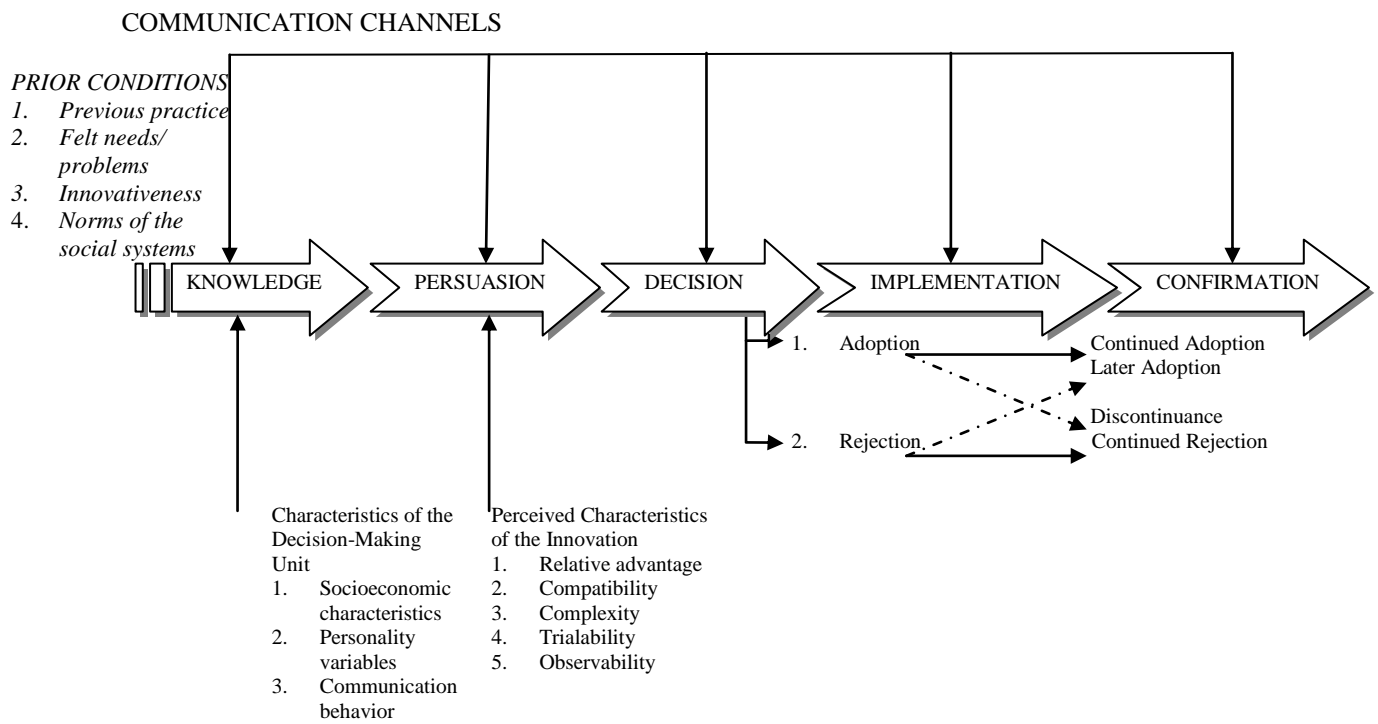 COMMUNICATION CHANNELS
PRIOR CONDITIONS
1. Previous practice
2. Felt needs/
problems
3. Innovativeness
4. Norms of the
social systems
KNOWLEDGE
PERSUASION
DECISION
IMPLEMENTATION
CONFIRMATION
1. Adoption
Continued Adoption
Later Adoption
Discontinuance
2. Rejection
Continued Rejection
Characteristics of the
Decision-Making
Unit
1. Socioeconomic
characteristics
2. Personality
variables
3. Communication
behavior
Perceived Characteristics
of the Innovation
1. Relative advantage
2. Compatibility
3. Complexity
4. Trialability
5. Observability